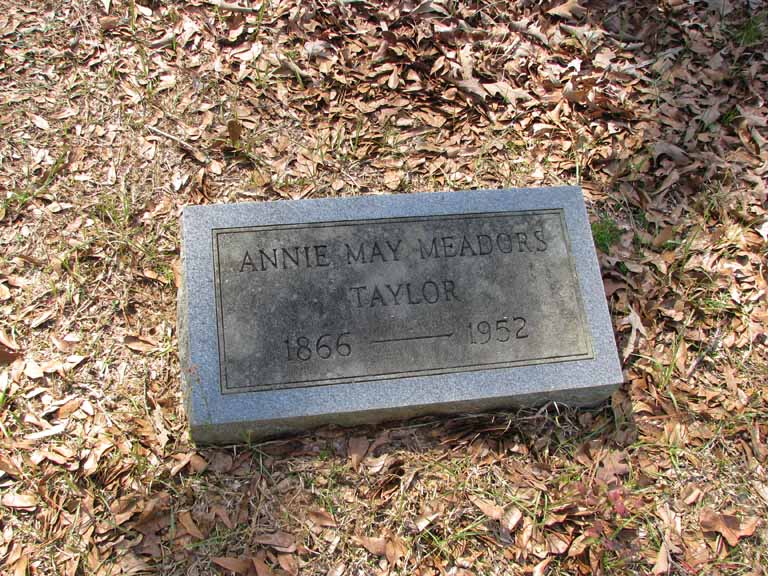 ANNIE MAY MEADORS
TAYLOR
1866 — 1952